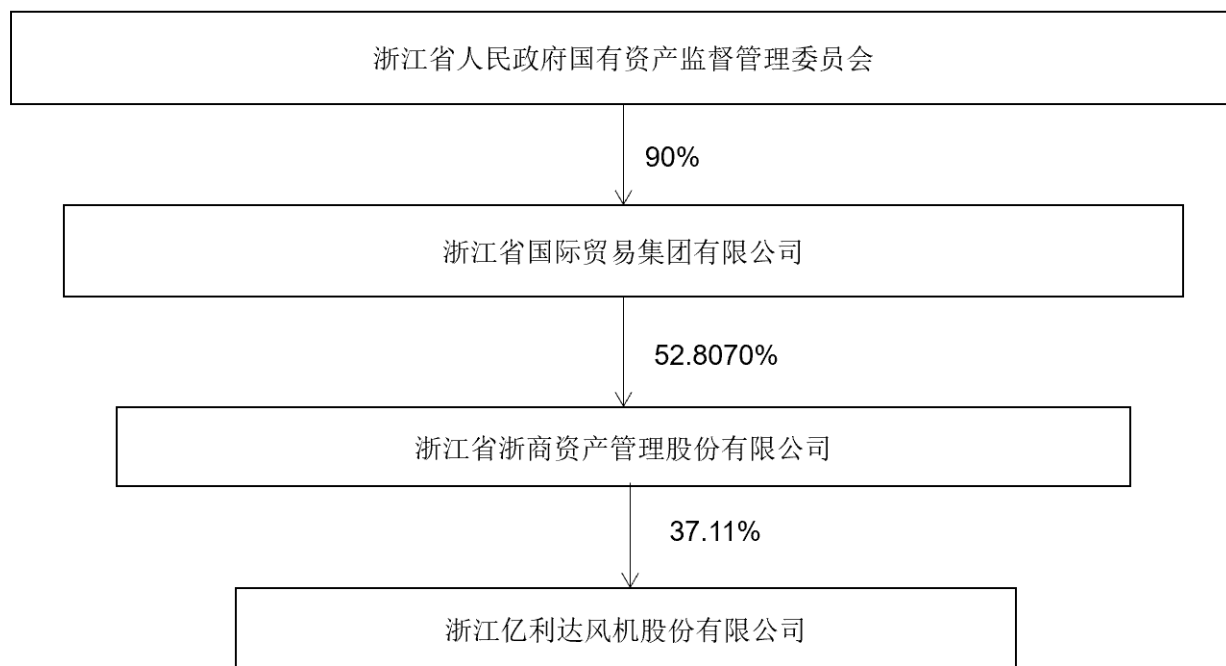 浙江省人民政府国有资产监督管理委员会
90%
浙江省国际贸易集团有限公司
52.8070%
浙江省浙商资产管理股份有限公司
37.11%
浙江亿利达风机股份有限公司